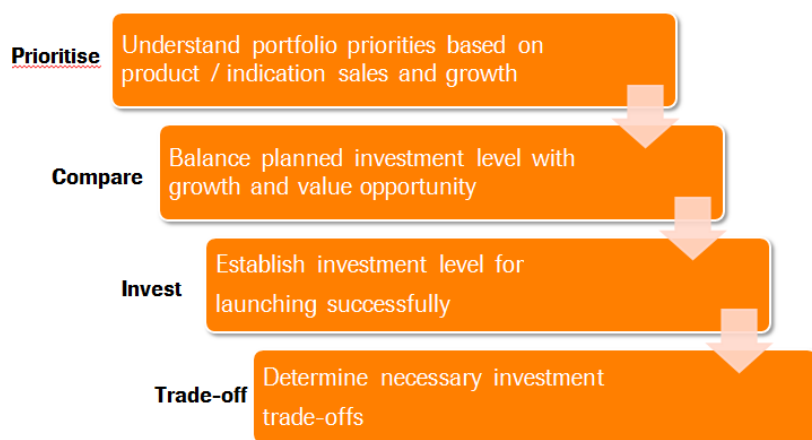 Prioritise
Understand portfolio priorities based on
product / indication sales and growth
Compare
Balance planned investment level with
growth and value opportunity
Invest
Establish investment level for
launching successfully
Trade-off
Determine necessary investment
trade-offs